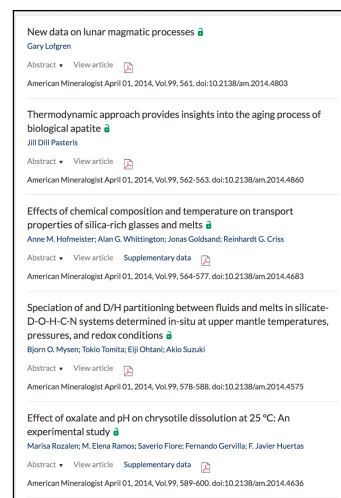 New data on lunar magmatic processes
Gary Lofgren
Abstract ▾ View article
American Mineralogist April 01, 2014, Vol.99, 561. doi:10.2138/am.2014.4803
Thermodynamic approach provides insights into the aging process of
biological apatite
Jill Dill Pasteris
Abstract ▾ View article
American Mineralogist April 01, 2014, Vol.99, 562-563. doi:10.2138/am.2014.4860
Effects of chemical composition and temperature on transport
properties of silica-rich glasses and melts
Anne M. Hofmeister; Alan G. Whittington; Jonas Goldsand; Reinhardt G. Criss
Abstract ▾ View article Supplementary data
American Mineralogist April 01, 2014, Vol.99, 564-577. doi:10.2138/am.2014.4683
Speciation of and D/H partitioning between fluids and melts in silicate-
D-O-H-C-N systems determined in-situ at upper mantle temperatures,
pressures, and redox conditions
Bjorn O. Mysen; Tokio Tomita; Eiji Ohtani; Akio Suzuki
Abstract ▾ View article
American Mineralogist April 01, 2014, Vol.99, 578-588. doi:10.2138/am.2014.4575
Effect of oxalate and pH on chrysotile dissolution at 25 °C: An
experimental study
Marisa Rozalen; M. Elena Ramos; Saverio Fiore; Fernando Gervilla; F. Javier Huertas
Abstract ▾ View article Supplementary data
American Mineralogist April 01, 2014, Vol.99, 589-600. doi:10.2138/am.2014.4636